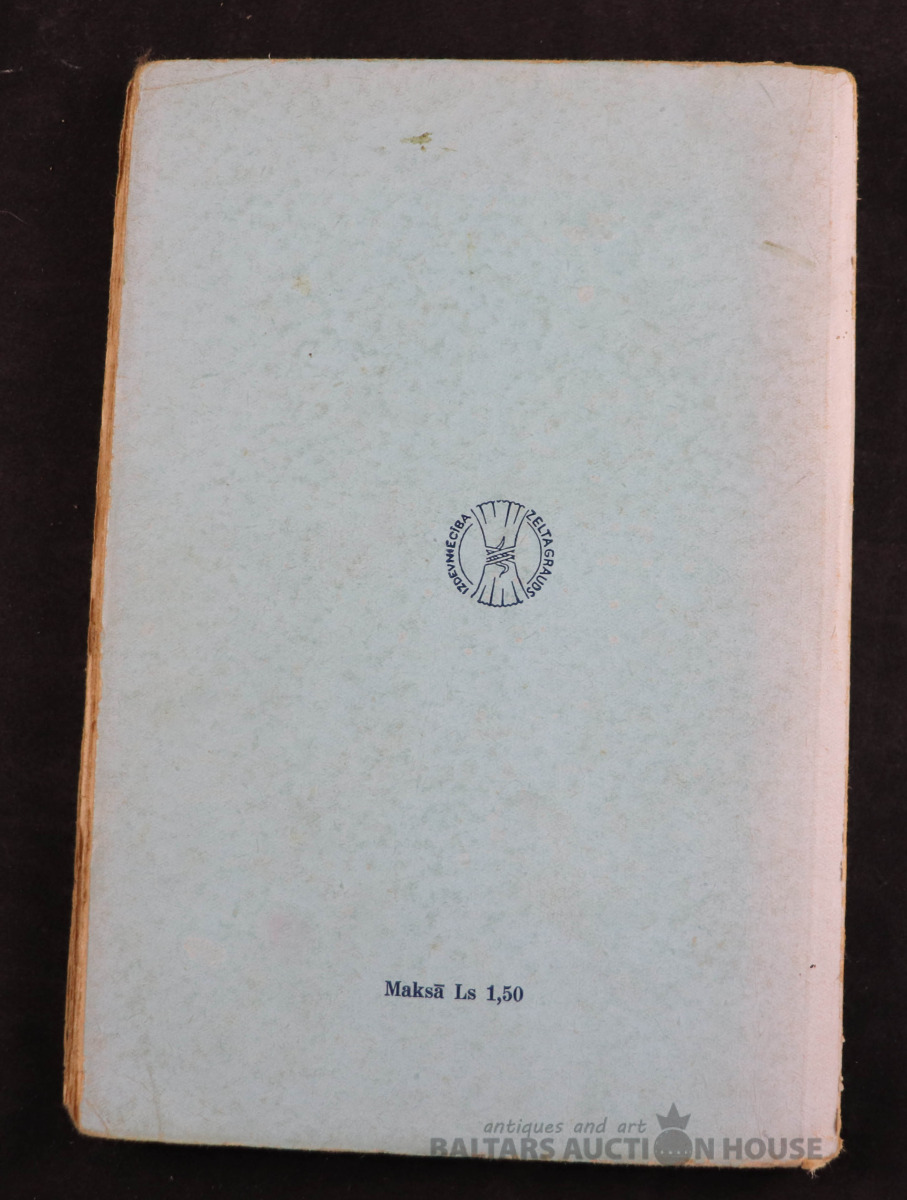 IZDEVNIECĪBA ZELTA GRAUDS
Maksā Ls 1,50
antiques and art
BALTARS AUCTION HOUSE